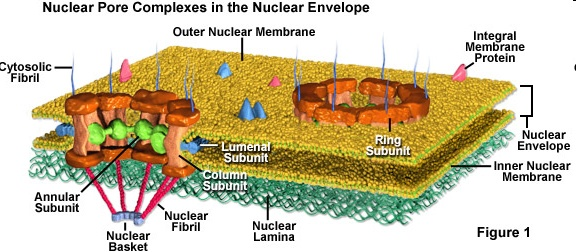 Nuclear Pore Complexes in the Nuclear Envelope
Outer Nuclear Membrane
Integral
Membrane
Protein
Cytosolic
Fibril
Lumenal
Subunit
Ring
Subunit
Nuclear
Envelope
Column
Subunit
Inner Nuclear
Membrane
Annular
Subunit
Nuclear
Fibril
Nuclear
Lamina
Nuclear
Basket
Figure 1